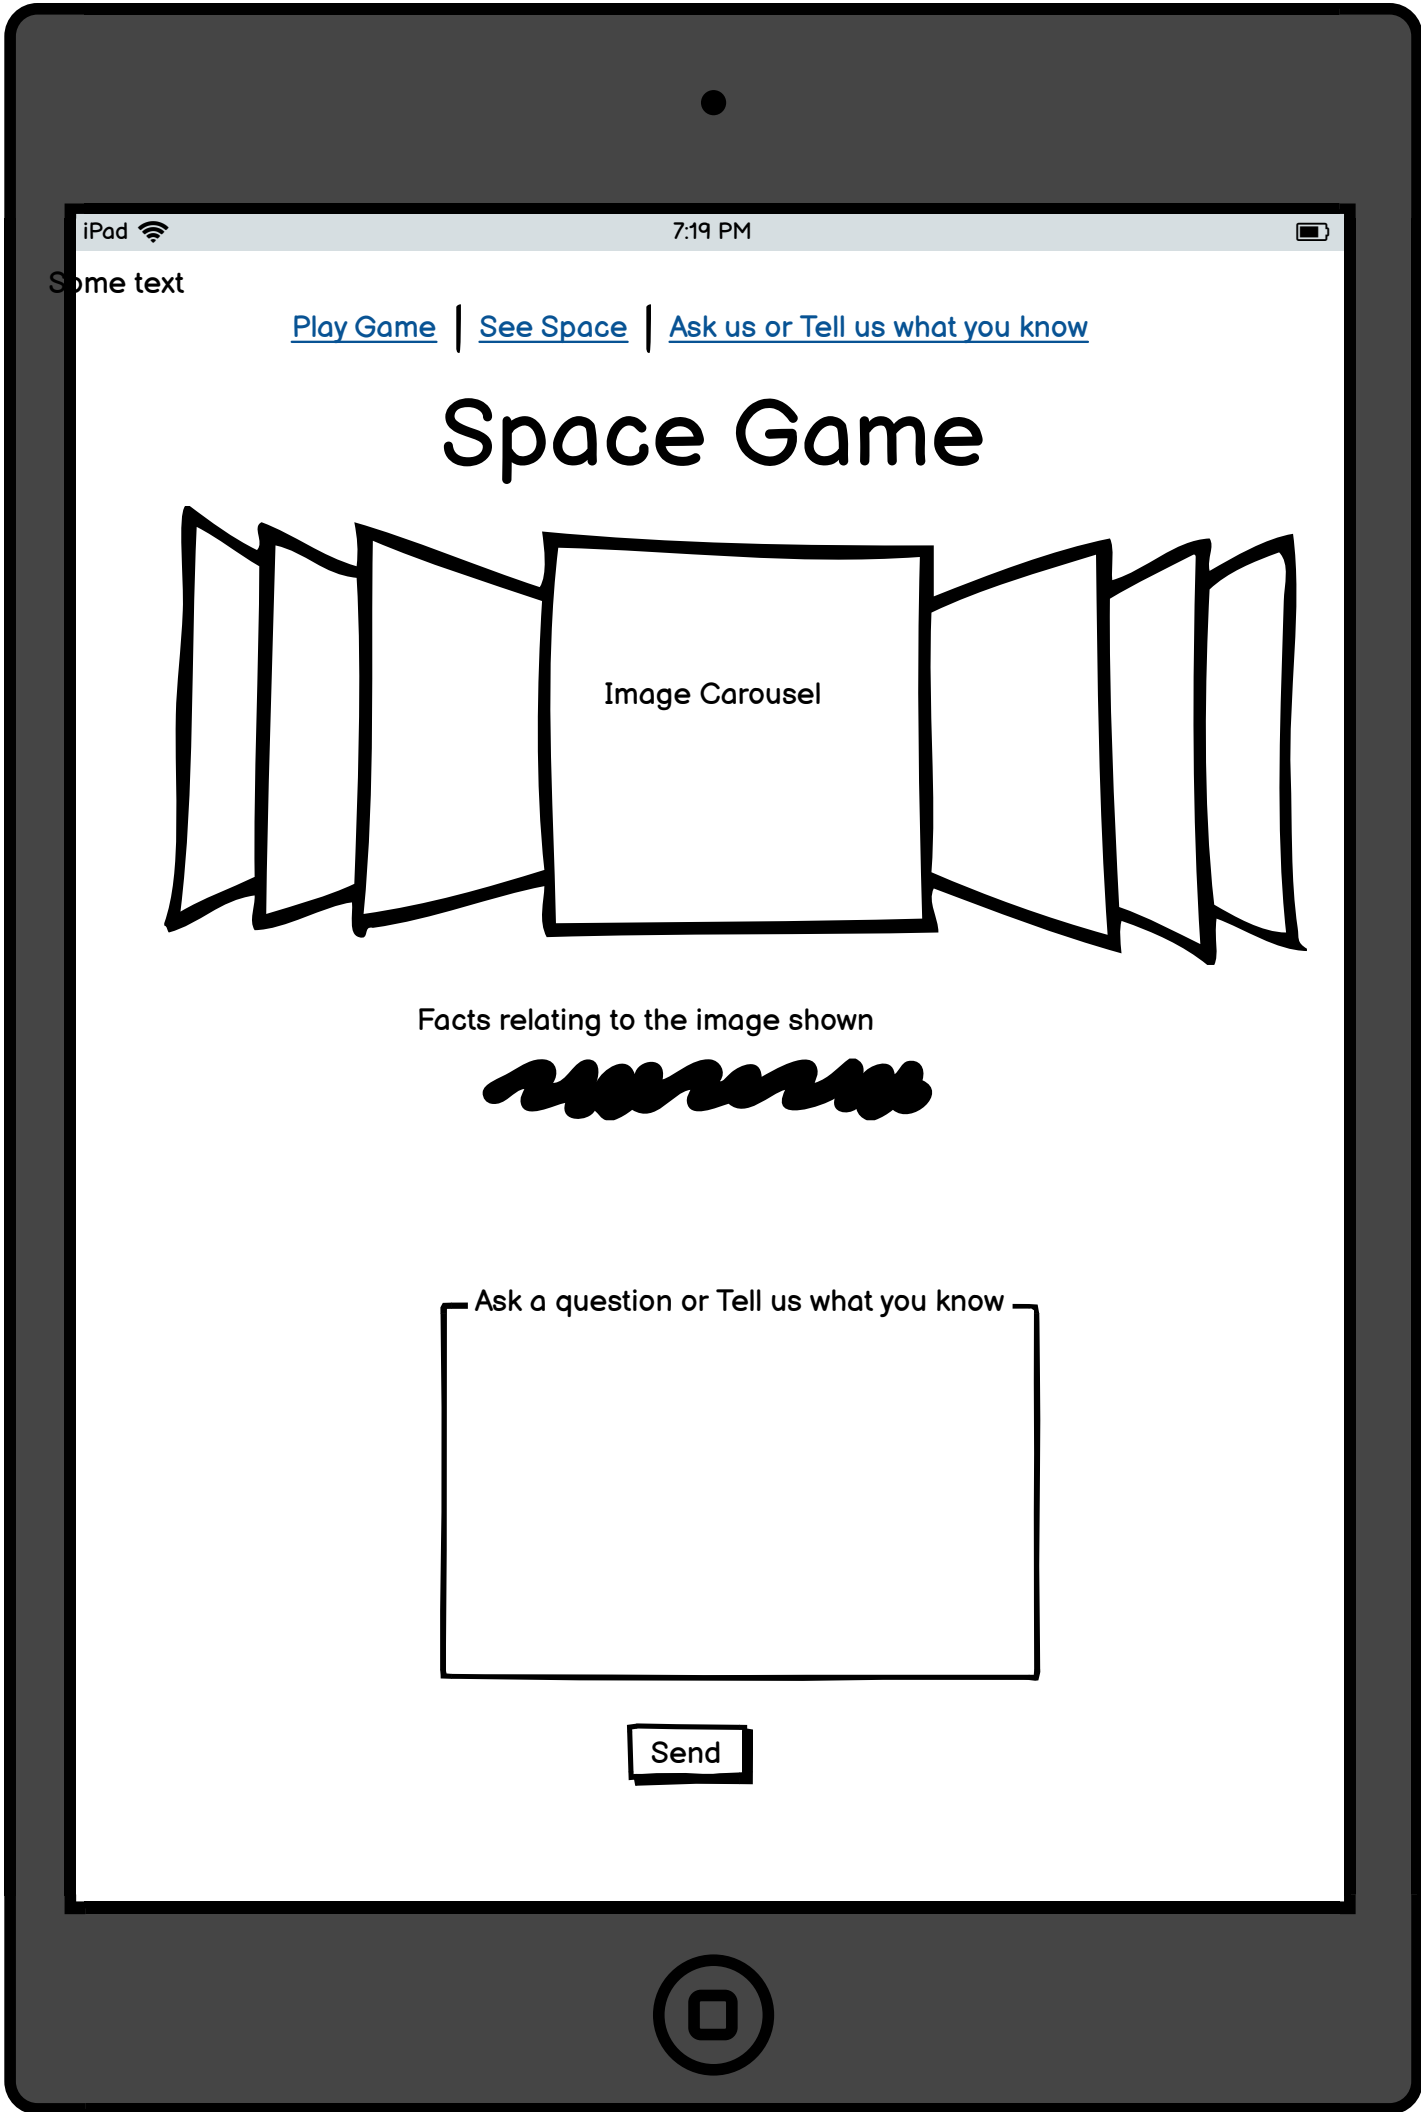 iPad 7:19 PM
Some text
Play Game See Space Ask us or Tell us what you know
Space Game
Image Carousel
Facts relating to the image shown
Ask a question or Tell us what you know
Send